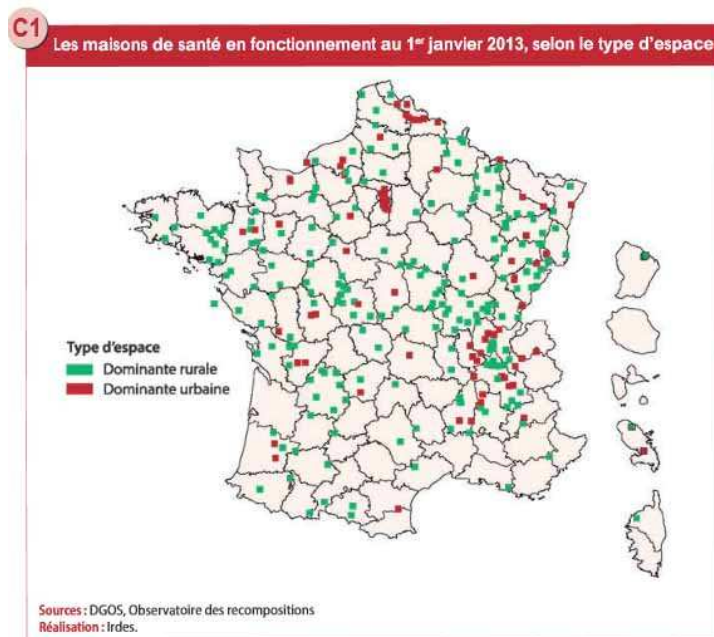 C1
Les maisons de santé en fonctionnement au 1er janvier 2013, selon le type d'espace
Type d'espace
Dominante rurale
Dominante urbaine
Sources : DGOS, Observatoire des recompositions
Réalisation : Irdes.